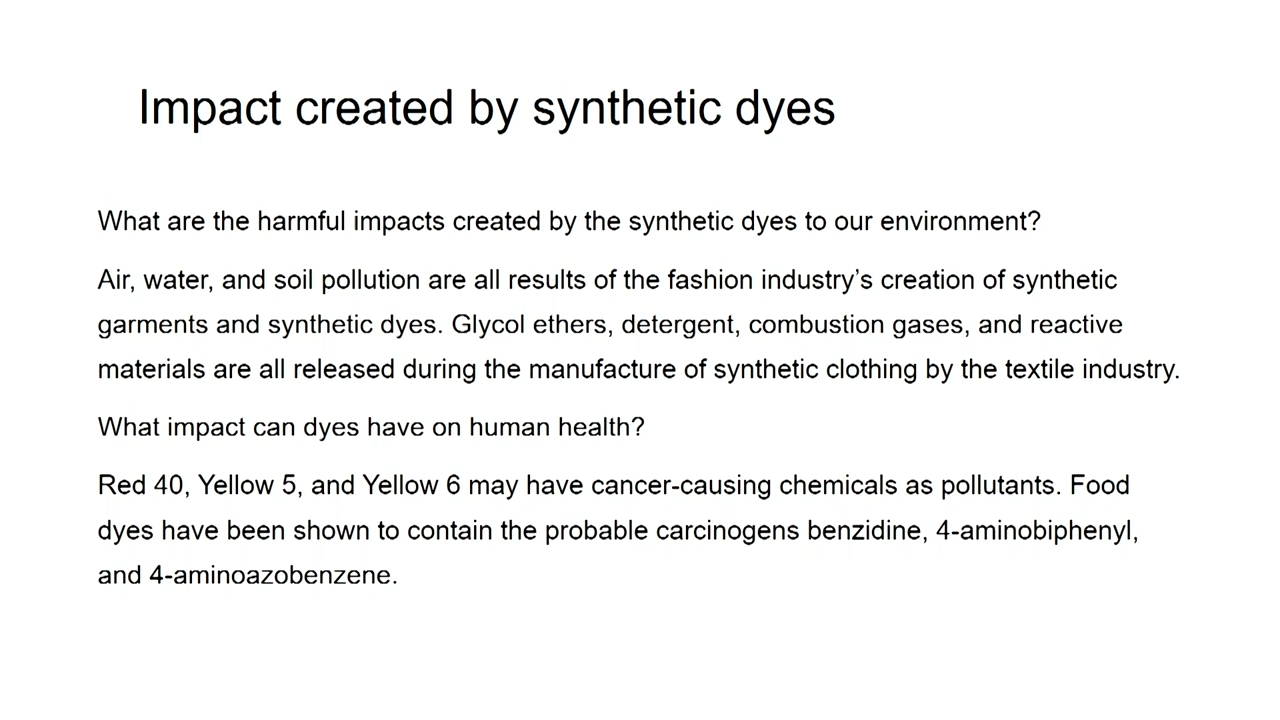 Impact created by synthetic dyes
What are the harmful impacts created by the synthetic dyes to our environment?
Air, water, and soil pollution are all results of the fashion industry’s creation of synthetic
garments and synthetic dyes. Glycol ethers, detergent, combustion gases, and reactive
materials are all released during the manufacture of synthetic clothing by the textile industry.
What impact can dyes have on human health?
Red 40, Yellow 5, and Yellow 6 may have cancer-causing chemicals as pollutants. Food
dyes have been shown to contain the probable carcinogens benzidine, 4-aminobiphenyl,
and 4-aminoazobenzene.